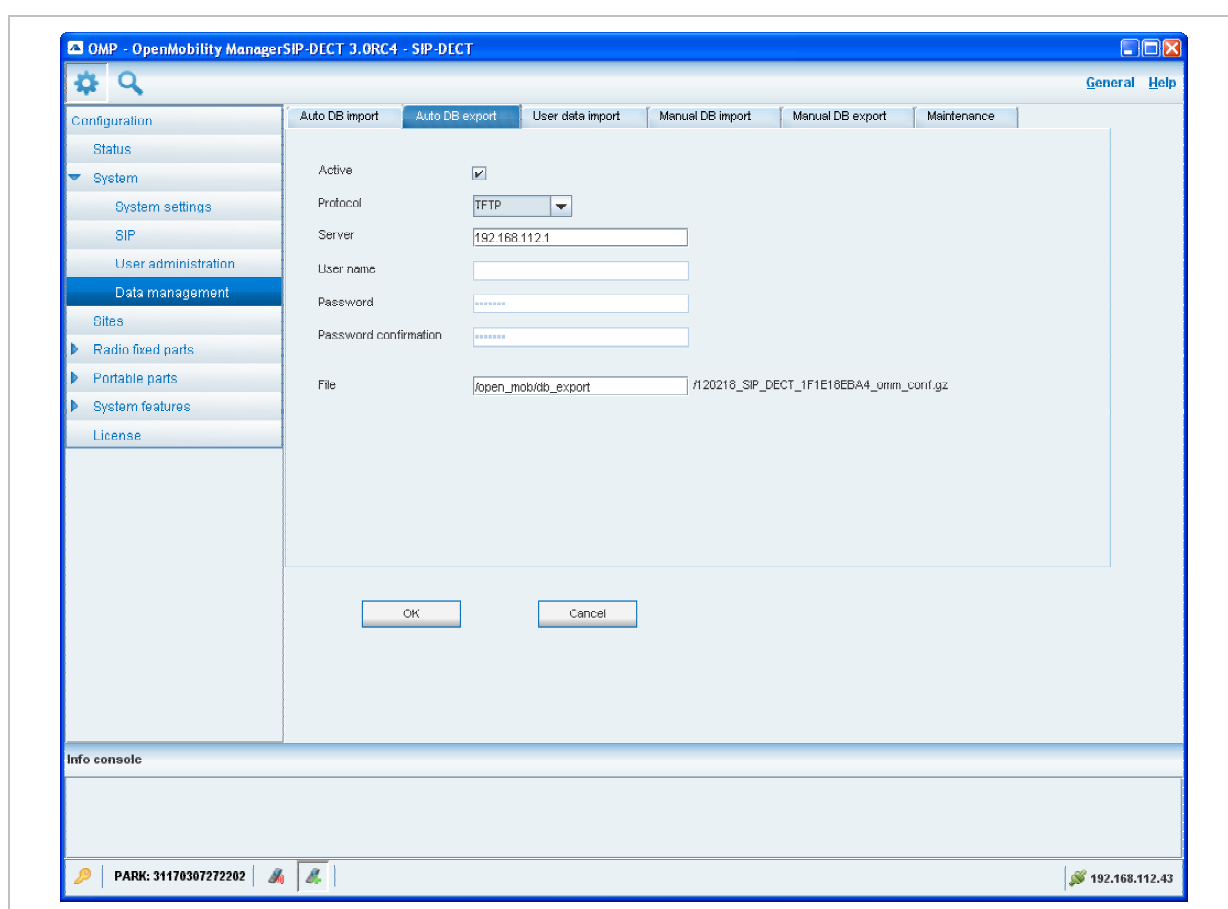 OMP - OpenMobility ManagerSIP-DECT 3.0RC4 - SIP-DECT
General Help
Configuration
Status
System
System settings
SIP
User administration
Data management
Sites
Radio fixed parts
Portable parts
System features
License
Auto DB import Auto DB export User data import Manual DB import Manual DB export Maintenance
Active
Protocol TFTP
Server 192.168.112.1
User name
Password *******
Password confirmation *******
File /open_mob/db_export /120218_SIP_DECT_1F1E18EBA4_omm_conf.gz
OK Cancel
Info console
PARK: 31170307272202
192.168.112.43